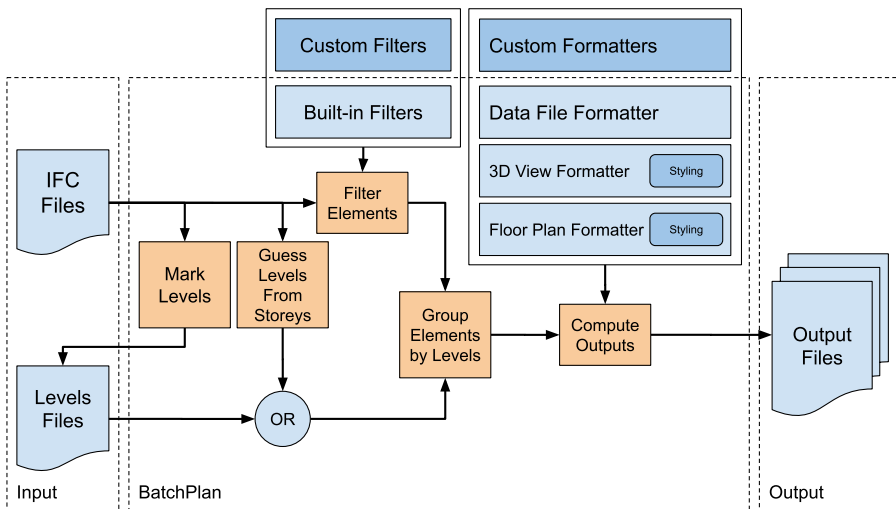 Custom Filters
Built-in Filters
Custom Formatters
Data File Formatter
3D View Formatter
Styling
Floor Plan Formatter
Styling
IFC
Files
Filter
Elements
Mark
Levels
Guess
Levels
From
Storeys
Group
Elements
by Levels
Compute
Outputs
Output
Files
Levels
Files
OR
Input
BatchPlan
Output